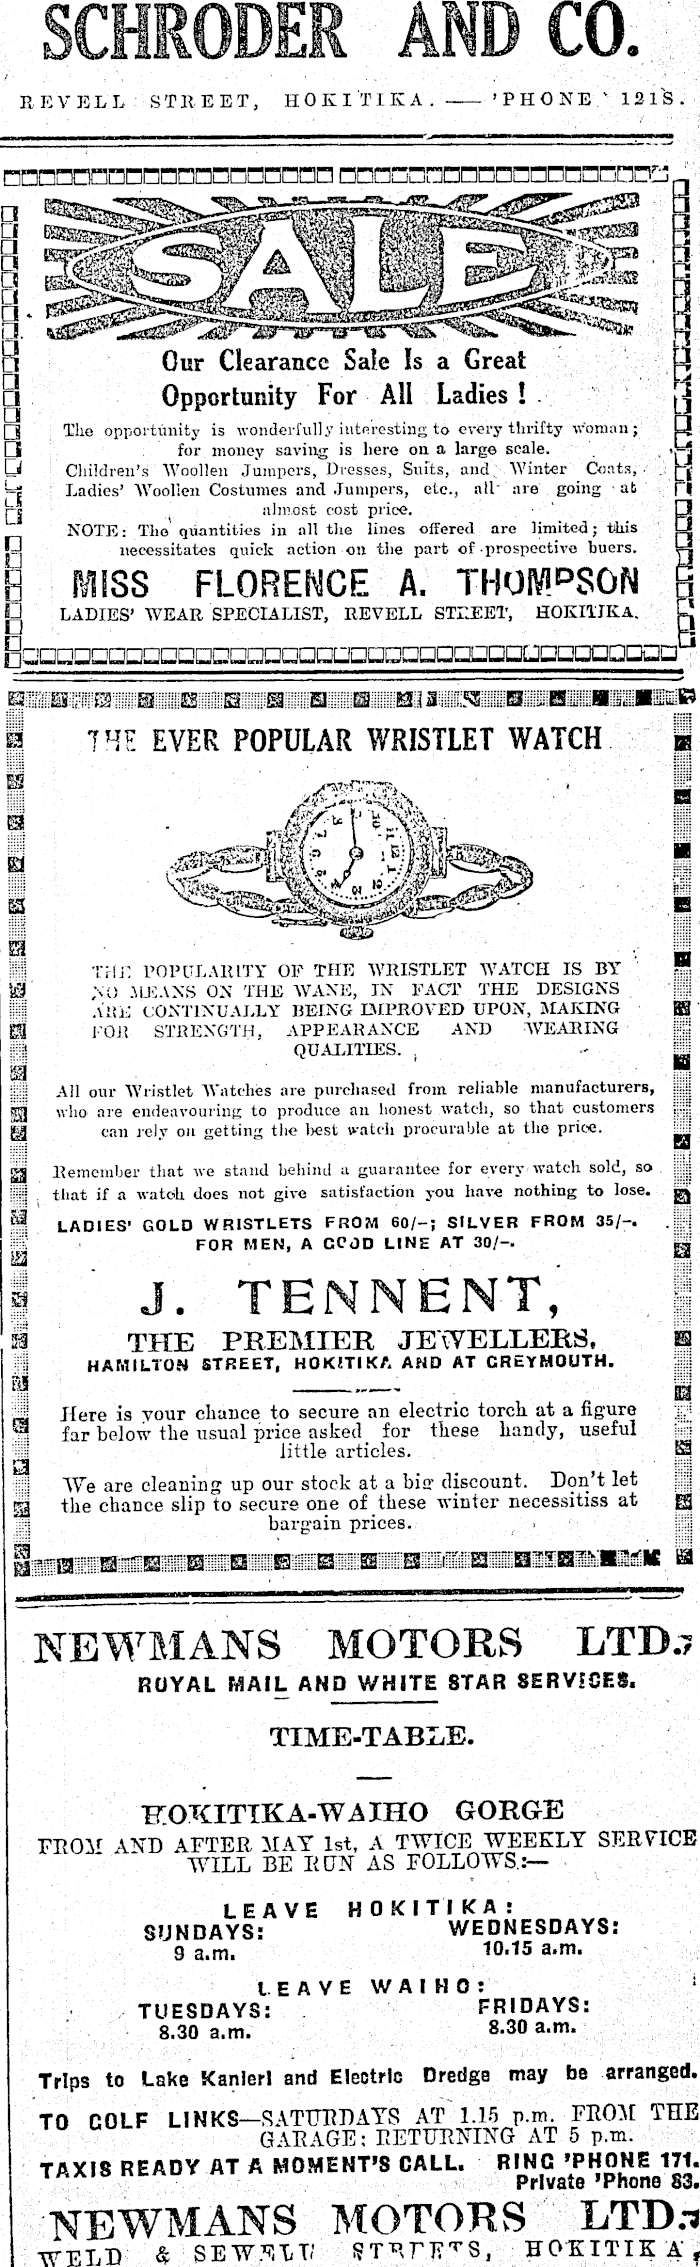 SCHRODER AND CO.
REVELL STREET, HOKITIKA. — 'PHONE 121S.
SALE
Our Clearance Sale Is a Great
Opportunity For All Ladies !
The opportunity is wonderfully interesting to every thrifty woman;
for money saving is here on a large scale.
Children's Woollen Jumpers, Dresses, Suits, and Winter Coats,
Ladies' Woollen Costumes and Jumpers, etc., all are going at
almost cost price.
NOTE: The quantities in all the lines offered are limited; this
necessitates quick action on the part of prospective buers.
MISS FLORENCE A. THOMPSON
LADIES' WEAR SPECIALIST, REVELL STREET, HOKITIKA.
THE EVER POPULAR WRISTLET WATCH
THE POPULARITY OF THE WRISTLET WATCH IS BY
NO MEANS ON THE WANE, IN FACT THE DESIGNS
ARE CONTINUALLY BEING IMPROVED UPON, MAKING
FOR STRENGTH, APPEARANCE AND WEARING
QUALITIES.
All our Wristlet Watches are purchased from reliable manufacturers,
who are endeavouring to produce an honest watch, so that customers
can rely on getting the best watch procurable at the price.
Remember that we stand behind a guarantee for every watch sold, so
that if a watch does not give satisfaction you have nothing to lose.
LADIES' GOLD WRISTLETS FROM 60/-; SILVER FROM 35/-.
FOR MEN, A GOOD LINE AT 30/-.
J. TENNENT,
THE PREMIER JEWELLERS,
HAMILTON STREET, HOKITIKA AND AT GREYMOUTH.
Here is your chance to secure an electric torch at a figure
far below the usual price asked for these handy, useful
little articles.
We are cleaning up our stock at a big discount. Don't let
the chance slip to secure one of these winter necessitiss at
bargain prices.
NEWMANS MOTORS LTD.,
ROYAL MAIL AND WHITE STAR SERVICES.
TIME-TABLE.
HOKITIKA-WAIHO GORGE
FROM AND AFTER MAY 1st, A TWICE WEEKLY SERVICE
WILL BE RUN AS FOLLOWS:—
LEAVE HOKITIKA:
SUNDAYS: WEDNESDAYS:
9 a.m. 10.15 a.m.
LEAVE WAIHO:
TUESDAYS: FRIDAYS:
8.30 a.m. 8.30 a.m.
Trips to Lake Kanieri and Electric Dredge may be arranged.
TO GOLF LINKS—SATURDAYS AT 1.15 p.m. FROM THE
GARAGE; RETURNING AT 5 p.m.
TAXIS READY AT A MOMENT'S CALL. RING 'PHONE 171.
Private 'Phone 83.
NEWMANS MOTORS LTD.,
WELD & SEWELL STREETS, HOKITIKA,